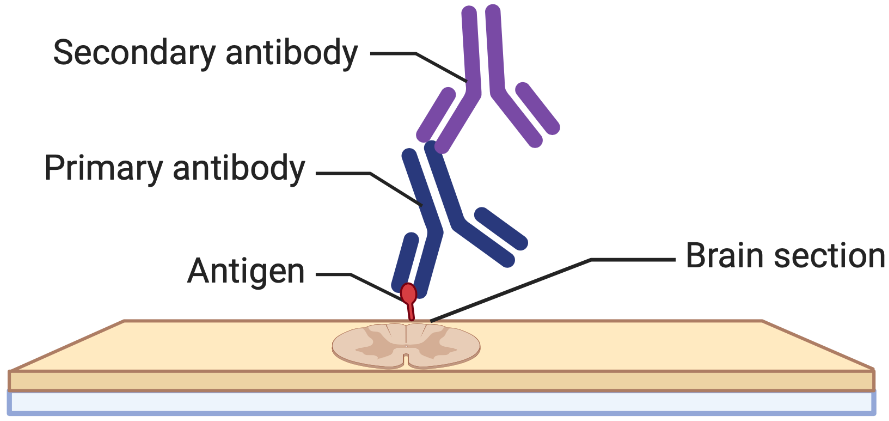 Secondary antibody
Primary antibody
Antigen
Brain section